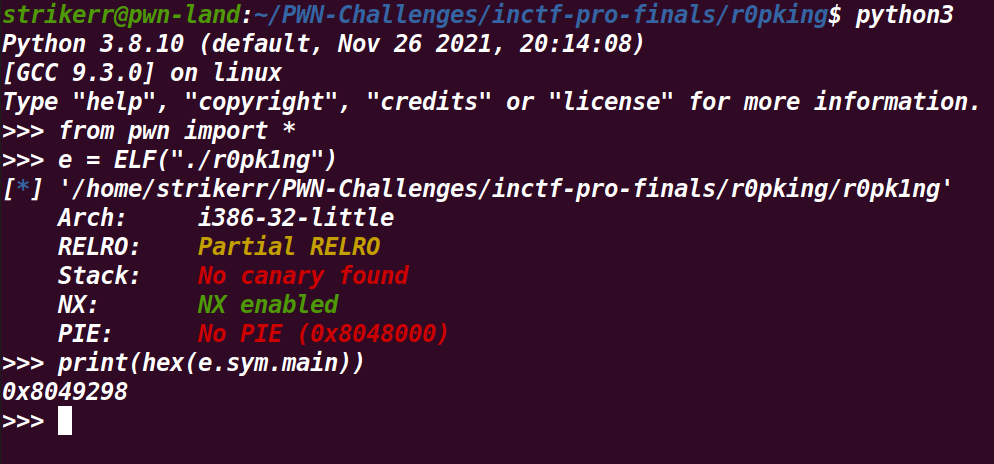 strikerr@pwn-land:~/PWN-Challenges/inctf-pro-finals/r0pking$ python3
Python 3.8.10 (default, Nov 26 2021, 20:14:08)
[GCC 9.3.0] on linux
Type "help", "copyright", "credits" or "license" for more information.
>>> from pwn import *
>>> e = ELF("./r0pk1ng")
[*] '/home/strikerr/PWN-Challenges/inctf-pro-finals/r0pking/r0pk1ng'
    Arch:     i386-32-little
    RELRO:    Partial RELRO
    Stack:    No canary found
    NX:       NX enabled
    PIE:      No PIE (0x8048000)
>>> print(hex(e.sym.main))
0x8049298
>>>